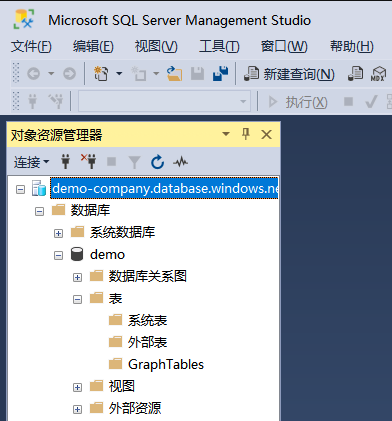 Microsoft SQL Server Management Studio
文件(F) 编辑(E) 视图(V) 工具(T) 窗口(W) 帮助(H)
新建查询(N) MDX
执行(X)
对象资源管理器
连接
demo-company.database.windows.ne
数据库
系统数据库
demo
数据库关系图
表
系统表
外部表
GraphTables
视图
外部资源